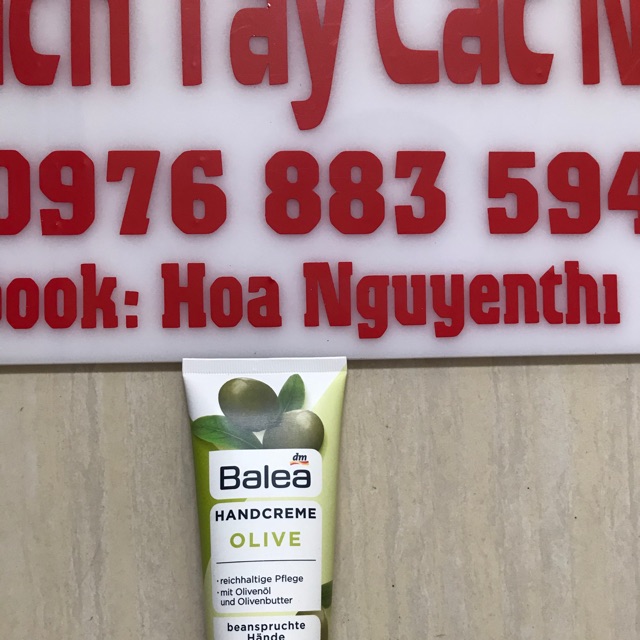 Tay Các
0976 883 594
book: Hoa Nguyenthi
dm
Balea
HANDCREME
OLIVE
· reichhaltige Pflege
· mit Olivenöl
und Olivenbutter
beanspruchte
Hände